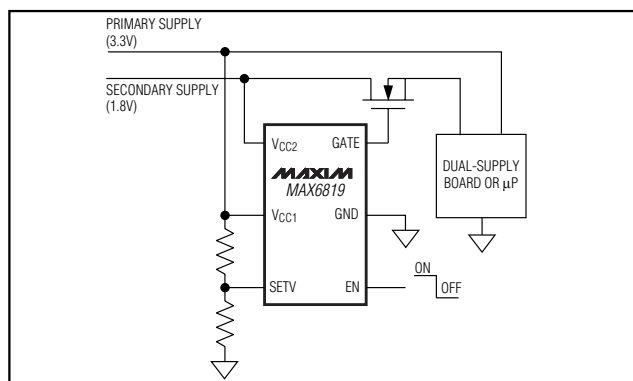 PRIMARY SUPPLY
(3.3V)
SECONDARY SUPPLY
(1.8V)
VCC2
GATE
MAXIM
MAX6819
DUAL-SUPPLY
BOARD OR µP
VCC1
GND
SETV
EN
ON
OFF